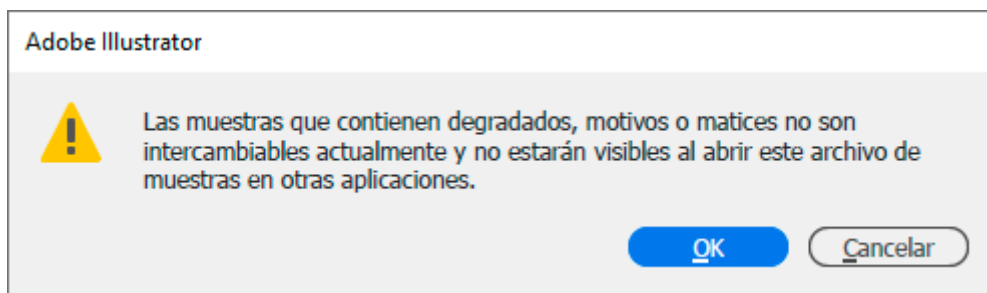 Adobe Illustrator
Las muestras que contienen degradados, motivos o matices no son
intercambiables actualmente y no estarán visibles al abrir este archivo de
muestras en otras aplicaciones.
OK
Cancelar